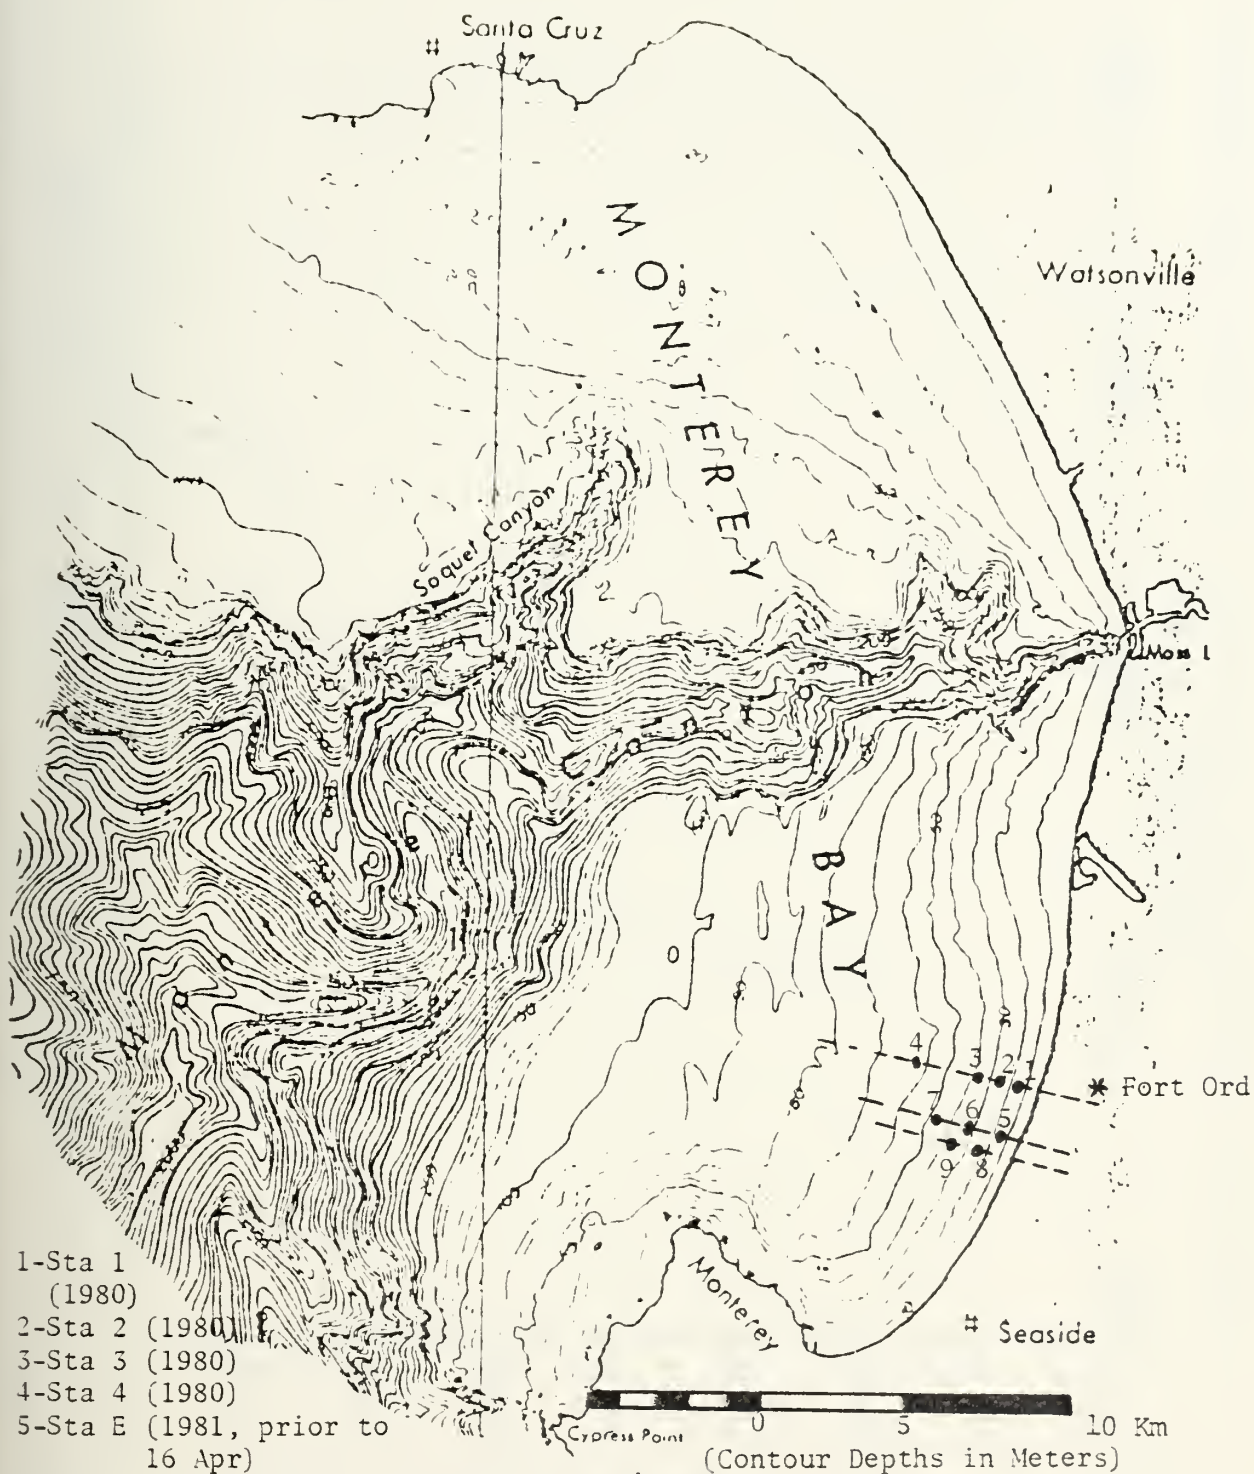 Santa Cruz
#
Watsonville
MONTEREY
Soquel Canyon
Moss L
BAY
4
3
2
1
* Fort Ord
7
6
5
9
8
Monterey
# Seaside
1-Sta 1
(1980)
2-Sta 2 (1980)
3-Sta 3 (1980)
4-Sta 4 (1980)
5-Sta E (1981, prior to
16 Apr)
Cypress Point
0 5 10 Km
(Contour Depths in Meters)